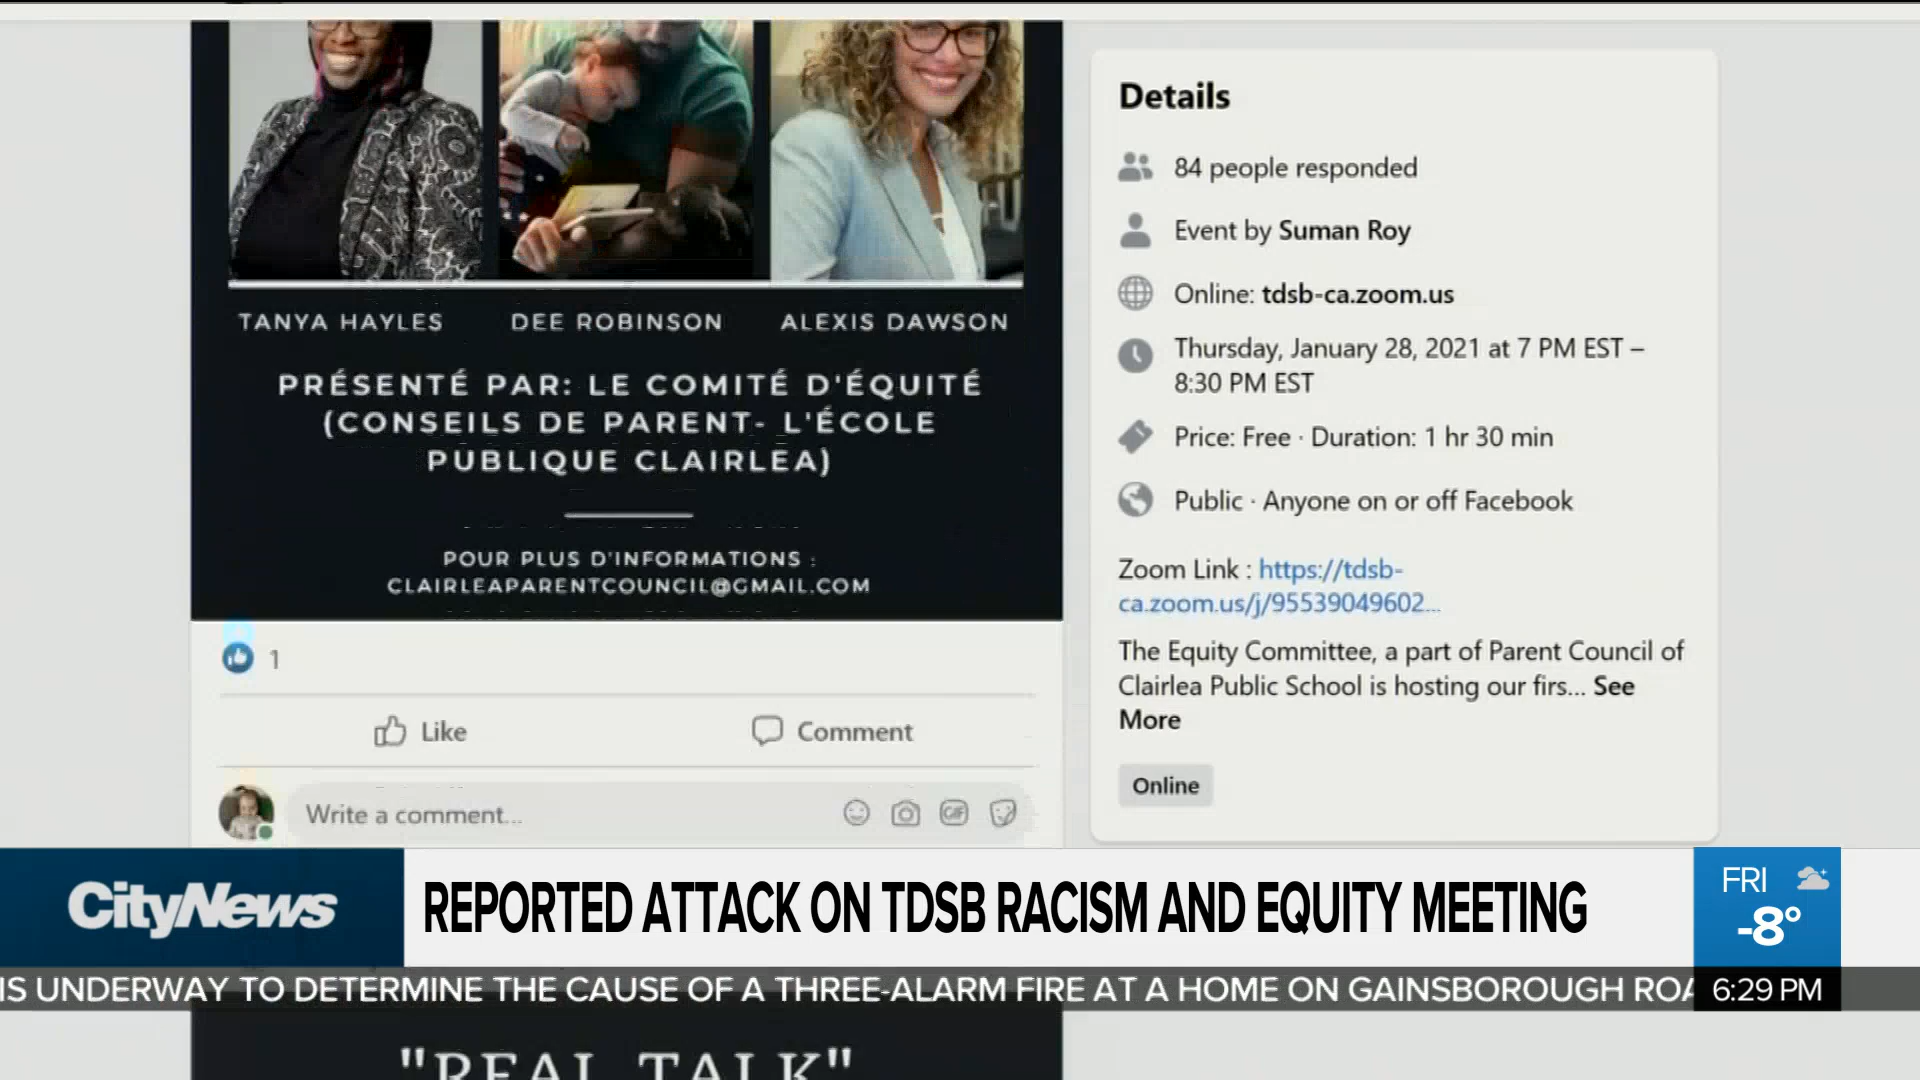 TANYA HAYLES
DEE ROBINSON
ALEXIS DAWSON
PRÉSENTÉ PAR: LE COMITÉ D'ÉQUITÉ
(CONSEILS DE PARENT- L'ÉCOLE
PUBLIQUE CLAIRLEA)
POUR PLUS D'INFORMATIONS :
CLAIRLEAPARENTCOUNCIL@GMAIL.COM
1
Like
Comment
Write a comment...
GIF
Details
84 people responded
Event by Suman Roy
Online: tdsb-ca.zoom.us
Thursday, January 28, 2021 at 7 PM EST –
8:30 PM EST
Price: Free · Duration: 1 hr 30 min
Public · Anyone on or off Facebook
Zoom Link : https://tdsb-
ca.zoom.us/j/95539049602...
The Equity Committee, a part of Parent Council of
Clairlea Public School is hosting our firs... See
More
Online
CityNews
REPORTED ATTACK ON TDSB RACISM AND EQUITY MEETING
FRI
-8°
IS UNDERWAY TO DETERMINE THE CAUSE OF A THREE-ALARM FIRE AT A HOME ON GAINSBOROUGH ROA
6:29 PM
"REAL TALK"